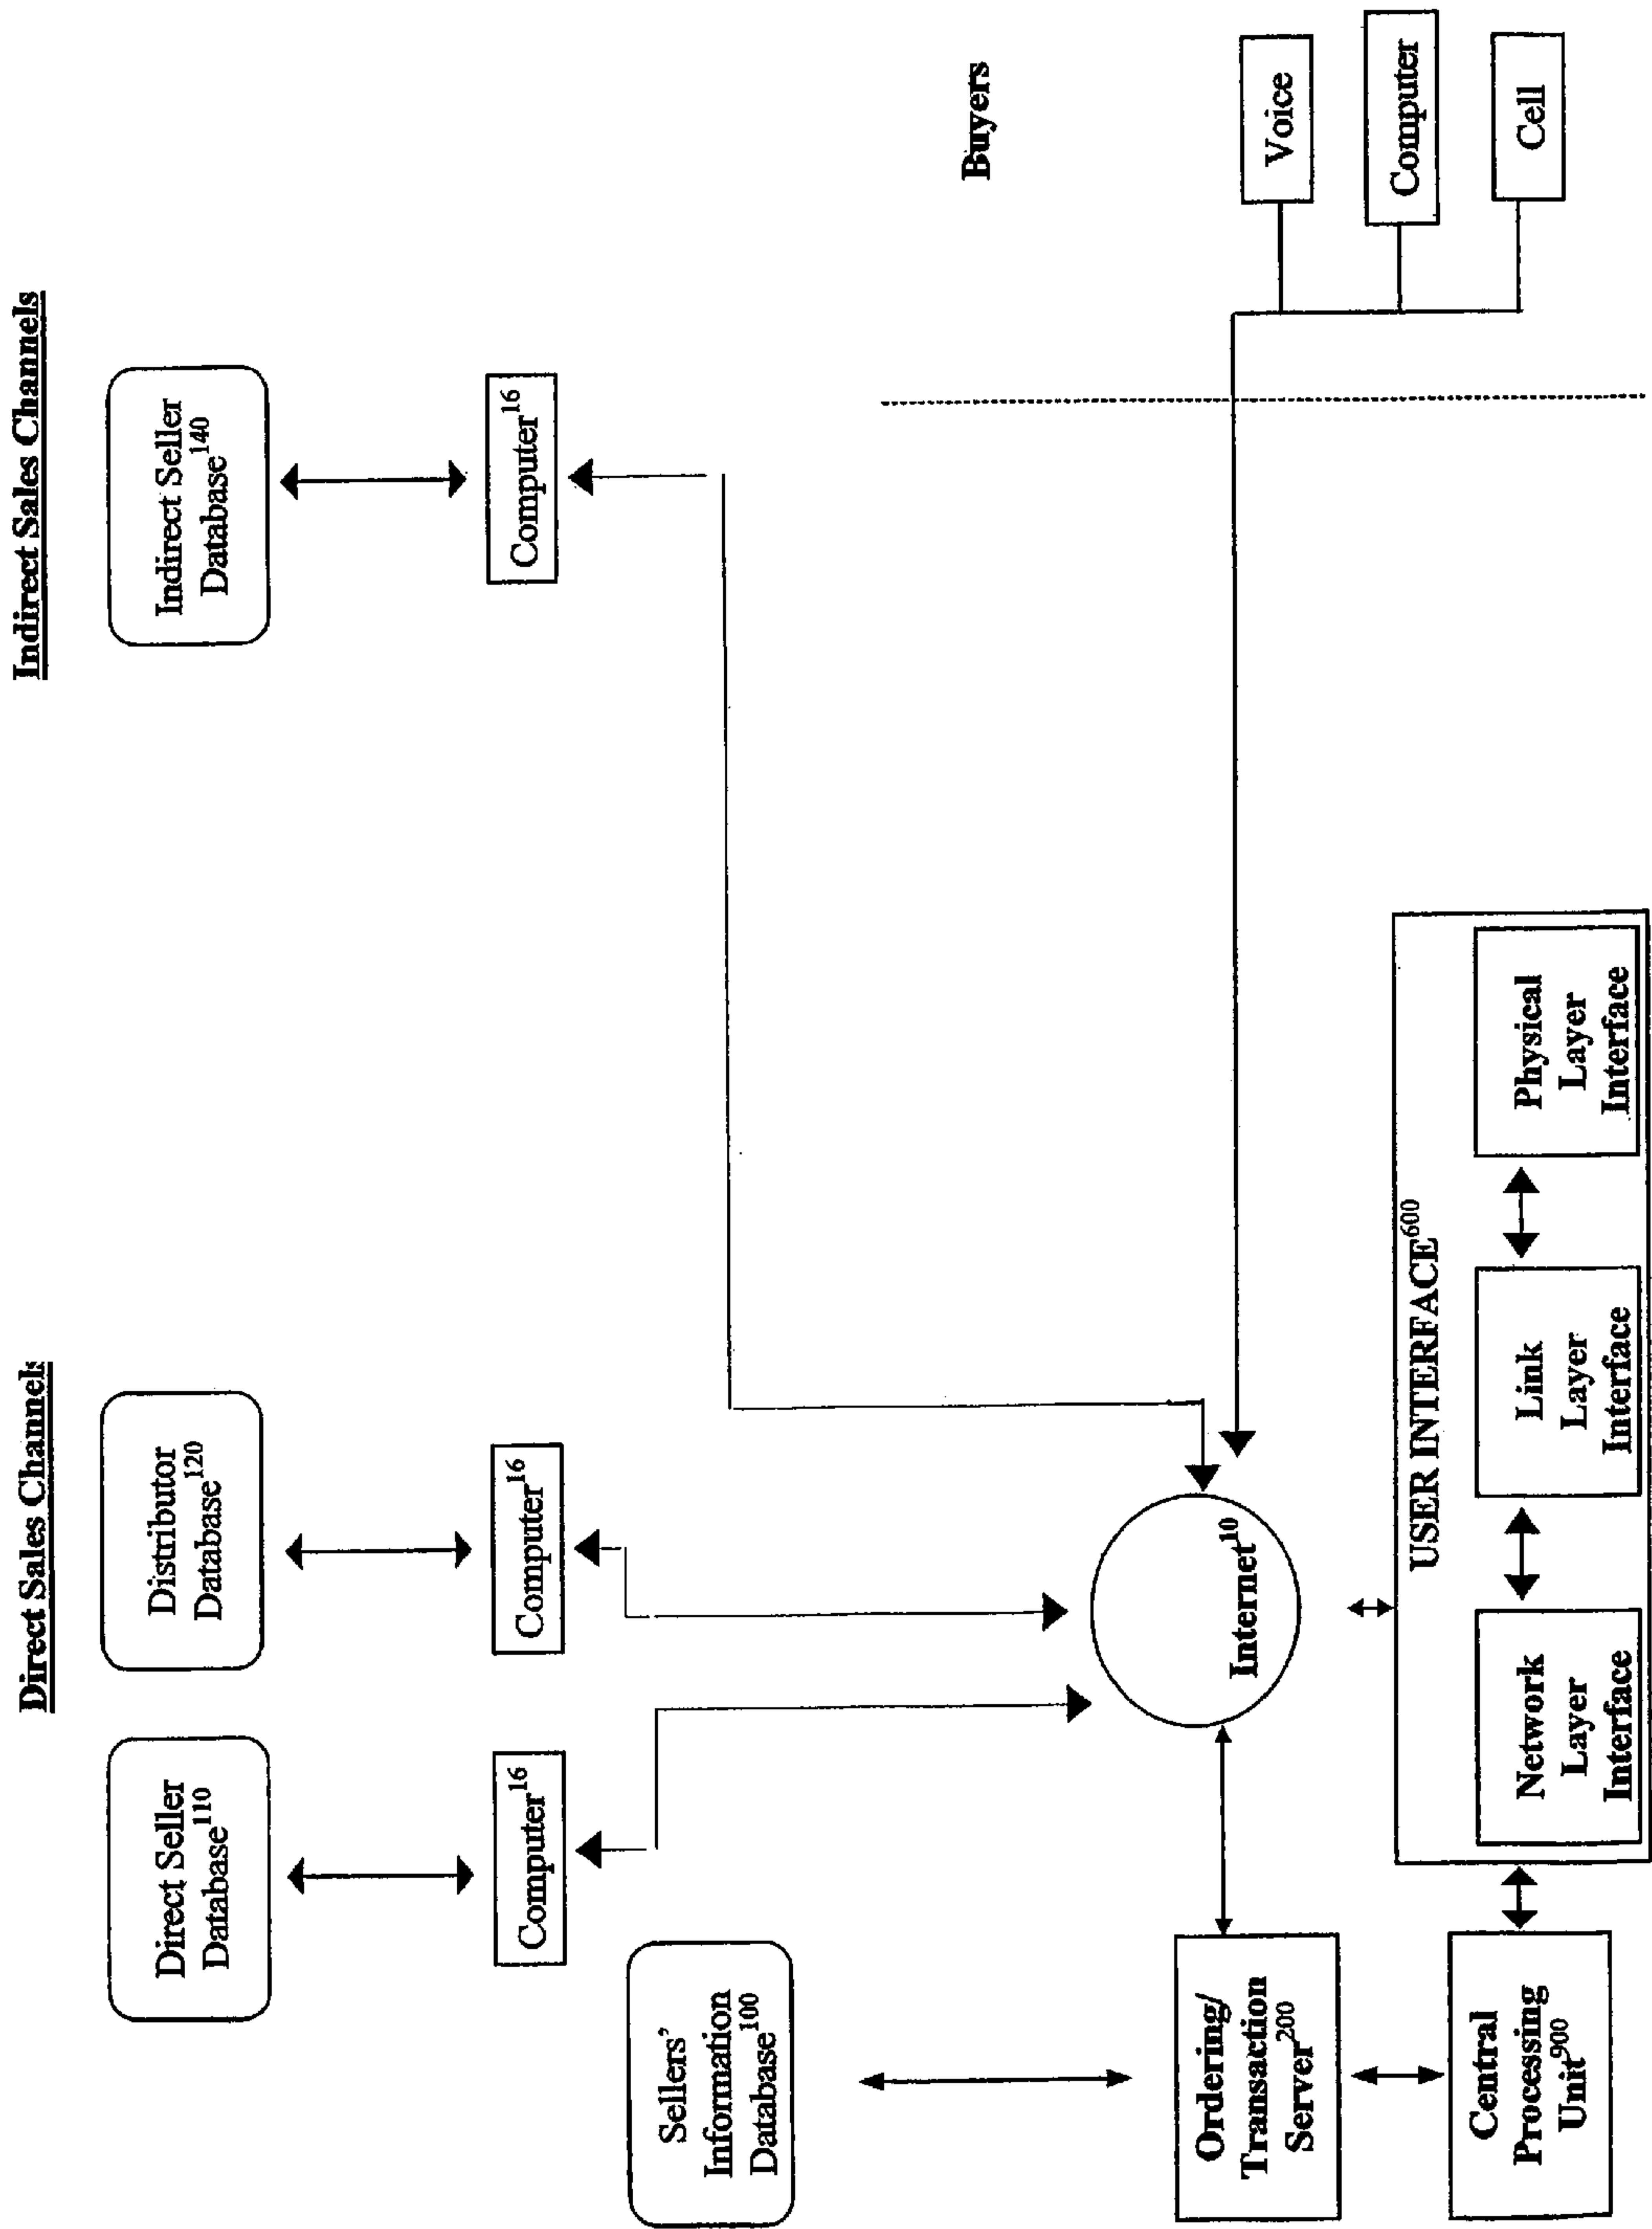 Direct Sales Channels
Indirect Sales Channels
Direct Seller
Database110
Distributor
Database120
Indirect Seller
Database140
Computer16
Computer16
Computer16
Sellers’
Information
Database100
Buyers
Ordering/
Transaction
Server200
Internet10
Voice
Computer
Cell
USER INTERFACE600
Central
Processing
Unit900
Network
Layer
Interface
Link
Layer
Interface
Physical
Layer
Interface